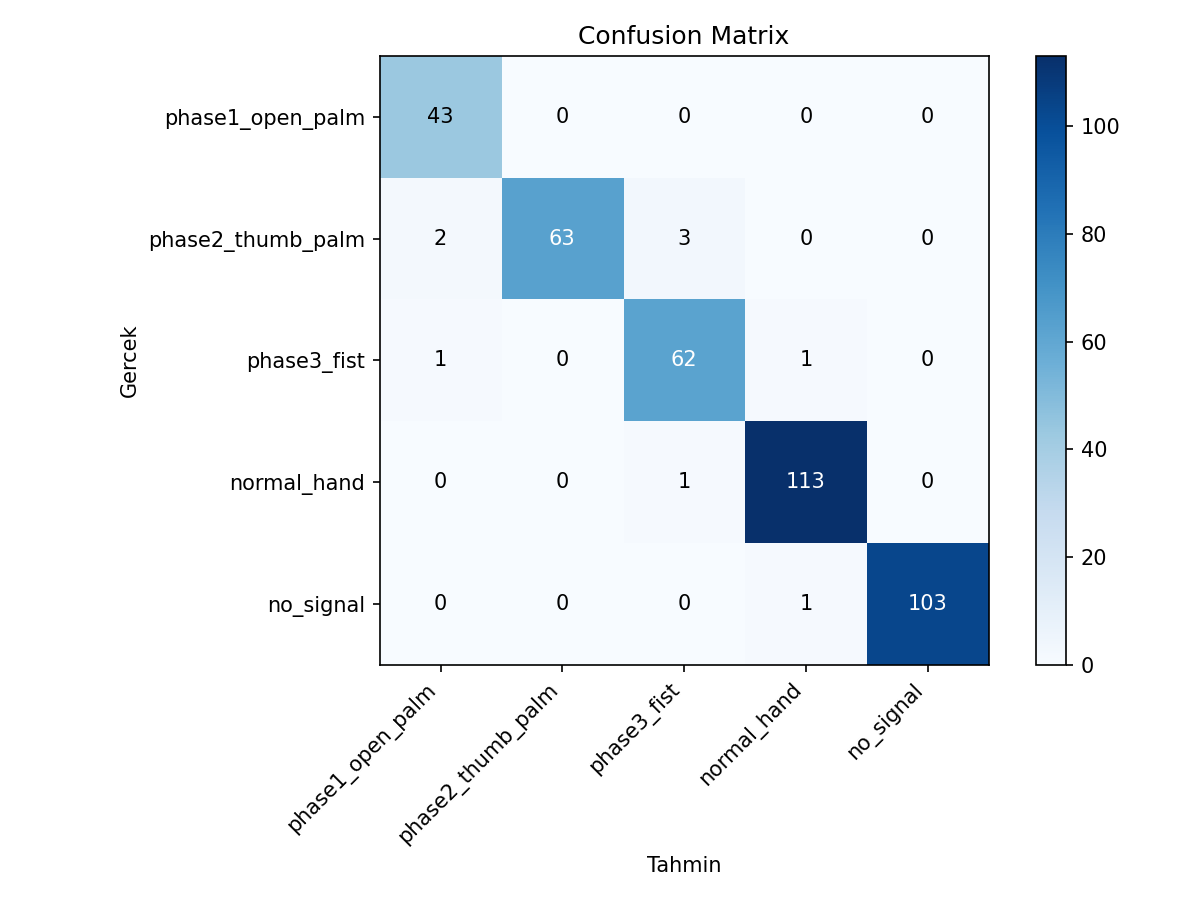 Confusion Matrix
phase1_open_palm 43 0 0 0 0
phase2_thumb_palm 2 63 3 0 0
phase3_fist 1 0 62 1 0
normal_hand 0 0 1 113 0
no_signal 0 0 0 1 103
Gercek
phase1_open_palm
phase2_thumb_palm
phase3_fist
normal_hand
no_signal
Tahmin
100
80
60
40
20
0